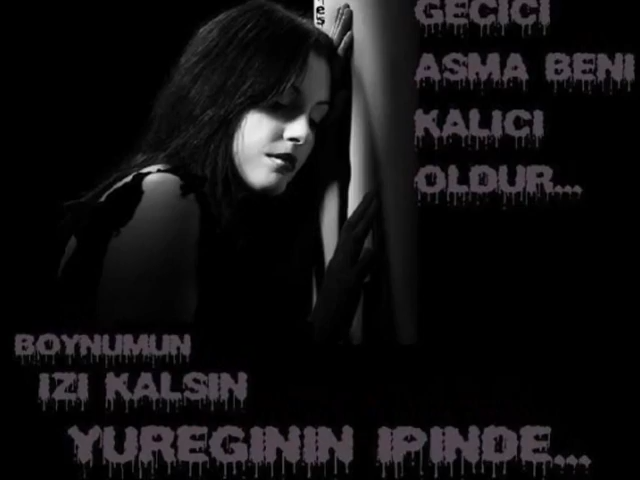 GECICI
ASMA BENI
KALICI
OLDUR...
BOYNUMUN
IZI KALSIN
YUREGININ IPINDE...